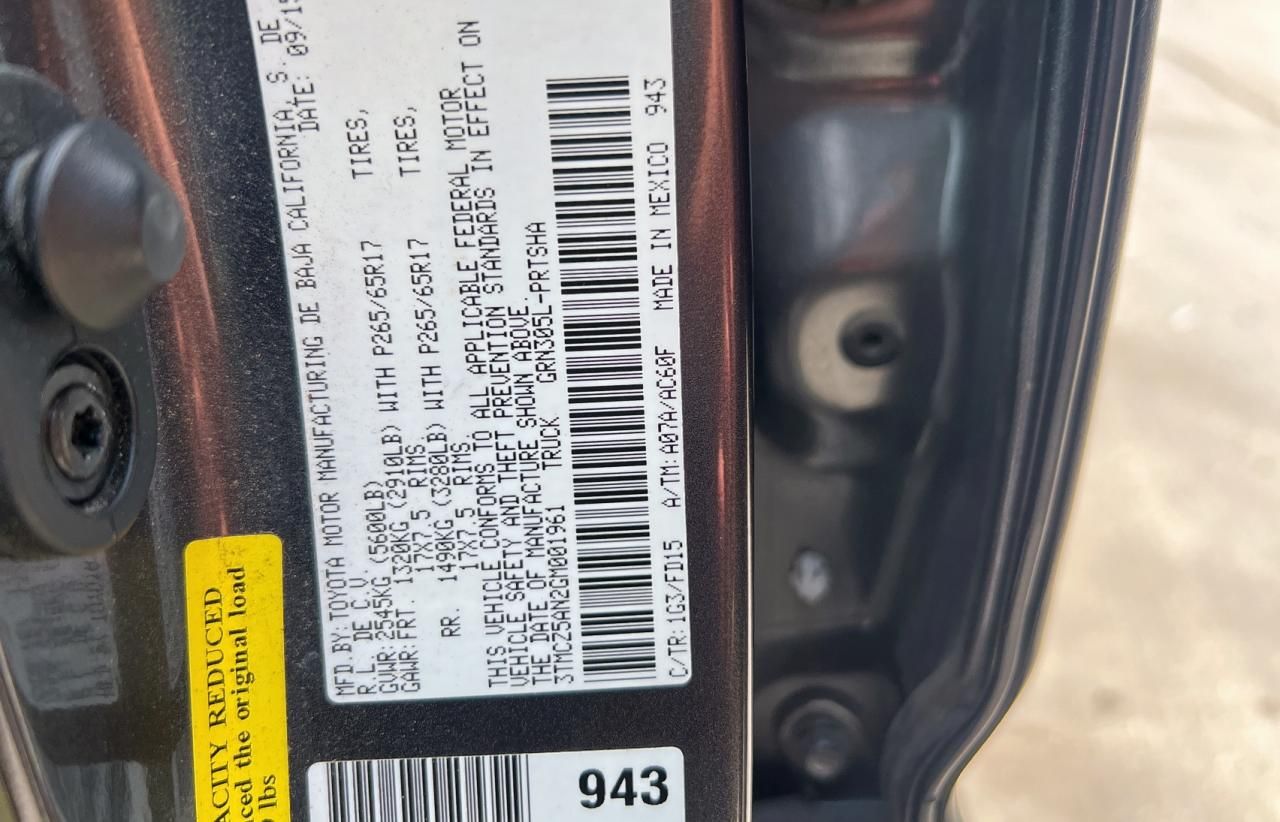 MFD BY: TOYOTA MOTOR MANUFACTURING DE BAJA CALIFORNIA, S. DE
R.L. DE C.V. DATE: 09/15
GVWR: 2545KG (5600LB)
GAWR: FRT. 1320KG (2910LB) WITH P265/65R17 TIRES,
17X7.5 RIMS
RR. 1490KG (3280LB) WITH P265/65R17 TIRES,
17X7.5 RIMS
THIS VEHICLE CONFORMS TO ALL APPLICABLE FEDERAL MOTOR
VEHICLE SAFETY AND THEFT PREVENTION STANDARDS IN EFFECT ON
THE DATE OF MANUFACTURE SHOWN ABOVE.
3TMCZ5AN2GM001961 TRUCK GRN305L-PRTSHA
C/TR: 1G3/FD15 A/TM: A07A/AC60F MADE IN MEXICO 943
REDUCED
the original load
lbs
943